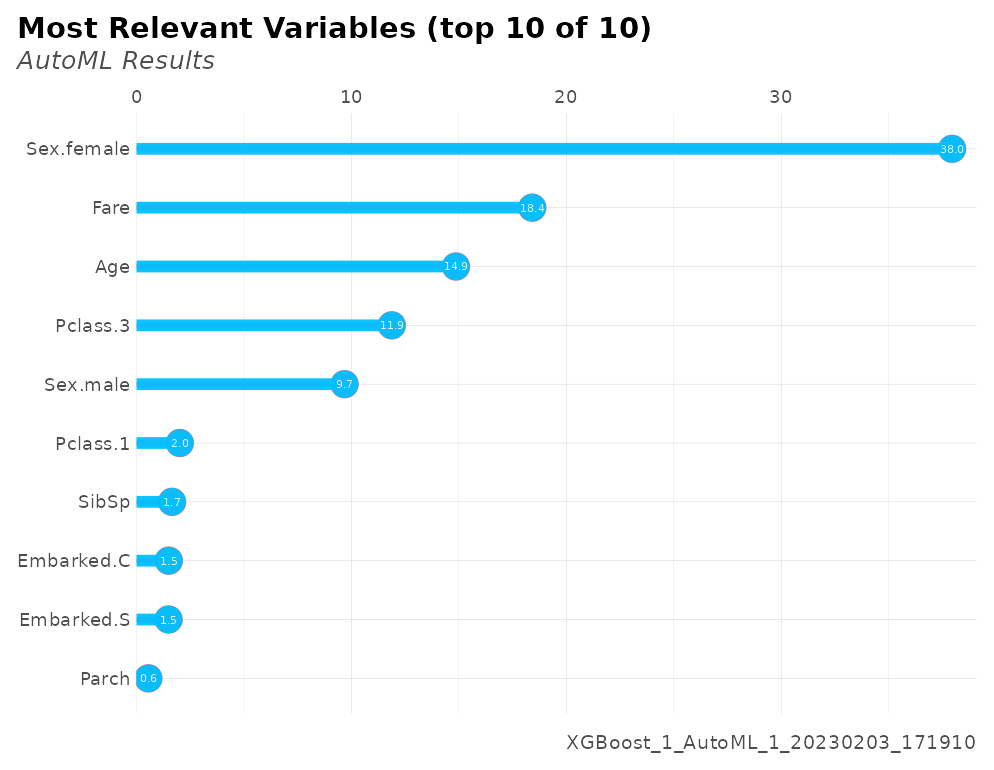 Most Relevant Variables (top 10 of 10)
AutoML Results
0 10 20 30
Sex.female 38.0
Fare 18.4
Age 14.9
Pclass.3 11.9
Sex.male 9.7
Pclass.1 2.0
SibSp 1.7
Embarked.C 1.5
Embarked.S 1.5
Parch 0.6
XGBoost_1_AutoML_1_20230203_171910